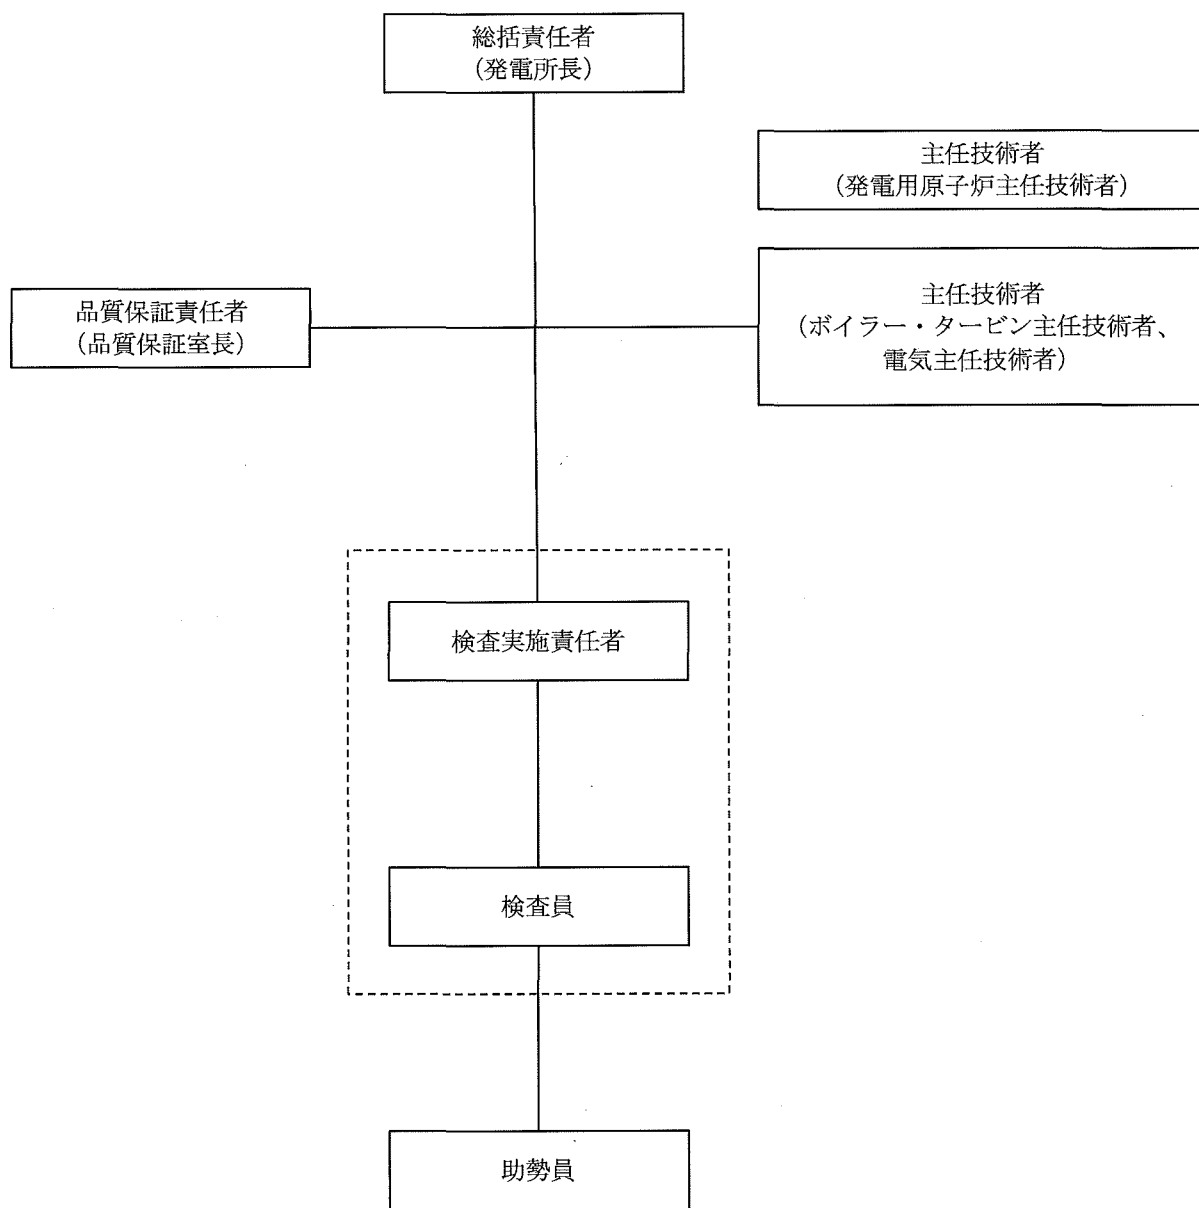 総括責任者
(発電所長)
主任技術者
(発電用原子炉主任技術者)
品質保証責任者
(品質保証室長)
主任技術者
(ボイラー・タービン主任技術者、
電気主任技術者)
検査実施責任者
検査員
助勢員